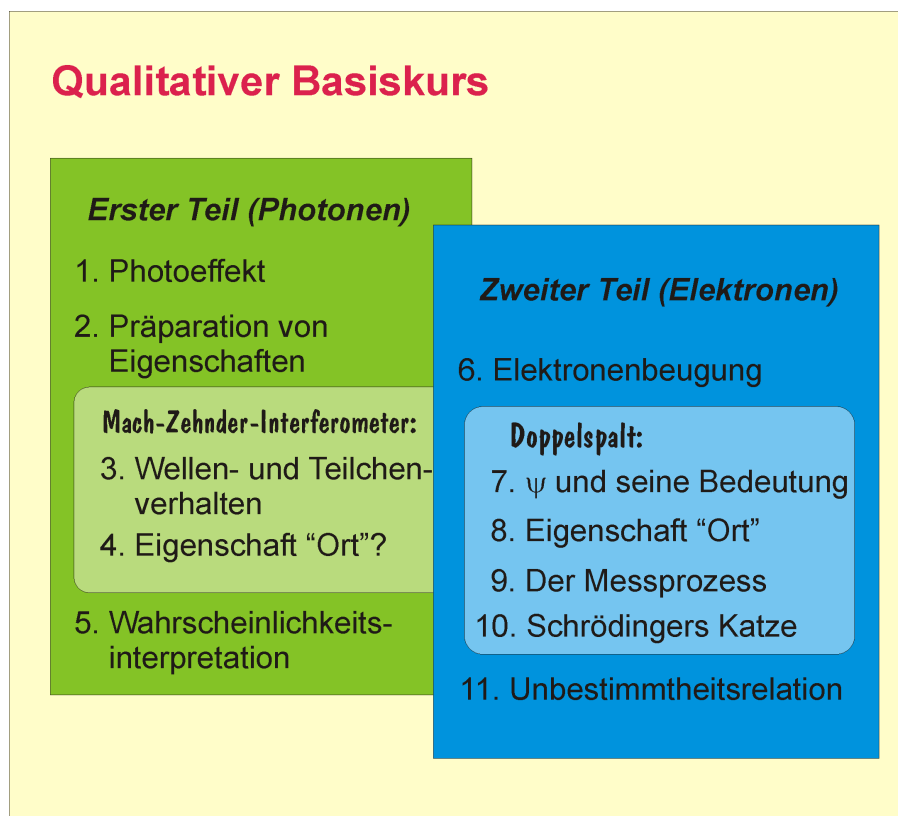 Qualitativer Basiskurs
Erster Teil (Photonen)
1. Photoeffekt
2. Präparation von
Eigenschaften
Mach-Zehnder-Interferometer:
3. Wellen- und Teilchen-
verhalten
4. Eigenschaft “Ort”?
5. Wahrscheinlichkeits-
interpretation
Zweiter Teil (Elektronen)
6. Elektronenbeugung
Doppelspalt:
7. ψ und seine Bedeutung
8. Eigenschaft “Ort”
9. Der Messprozess
10. Schrödingers Katze
11. Unbestimmtheitsrelation